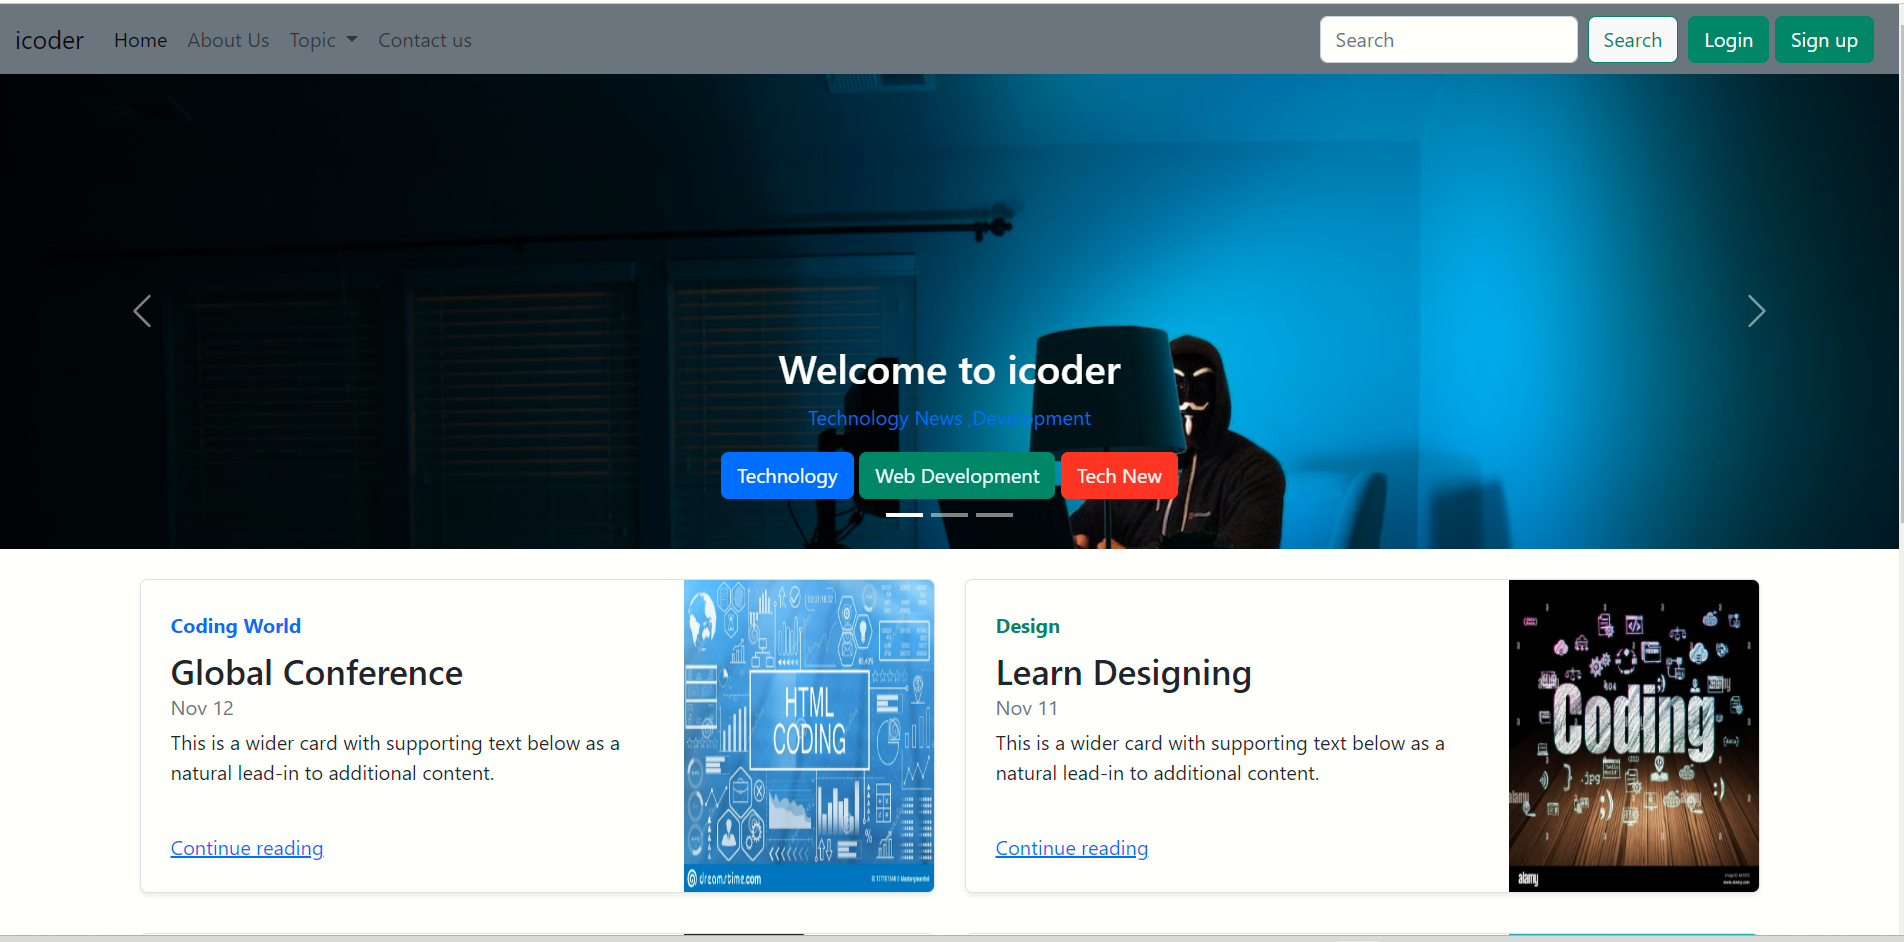 icoder Home About Us Topic Contact us Search Search Login Sign up
Welcome to icoder
Technology News ,Development
Technology Web Development Tech New
Coding World
Global Conference
Nov 12
This is a wider card with supporting text below as a
natural lead-in to additional content.
Continue reading
HTML
CODING
dreamstime.com
Design
Learn Designing
Nov 11
This is a wider card with supporting text below as a
natural lead-in to additional content.
Continue reading
Coding
.jpg
alamy